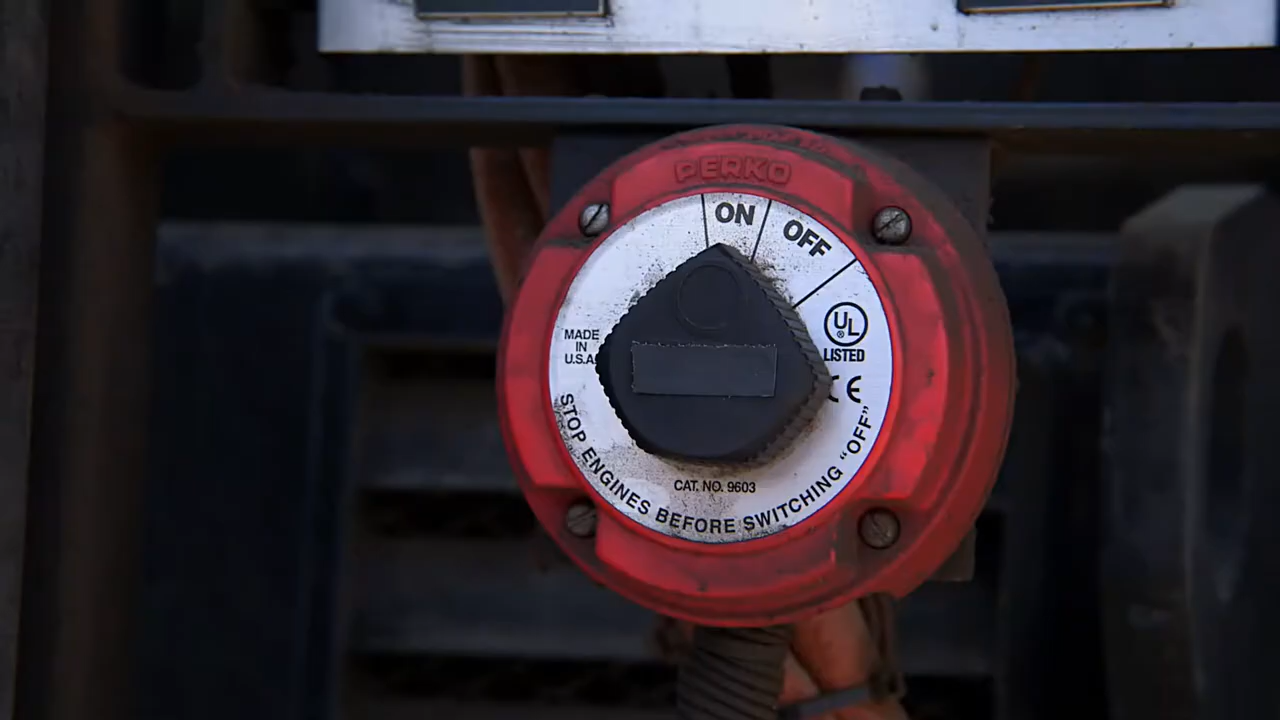 PERKO
ON
OFF
UL
®
LISTED
CE
MADE
IN
U.S.A
CAT. NO. 9603
STOP ENGINES BEFORE SWITCHING "OFF"